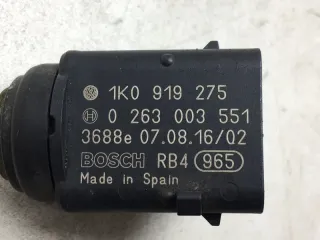 1K0 919 275
0 263 003 551
3688e 07.08.16/02
BOSCH RB4 965
Made in Spain